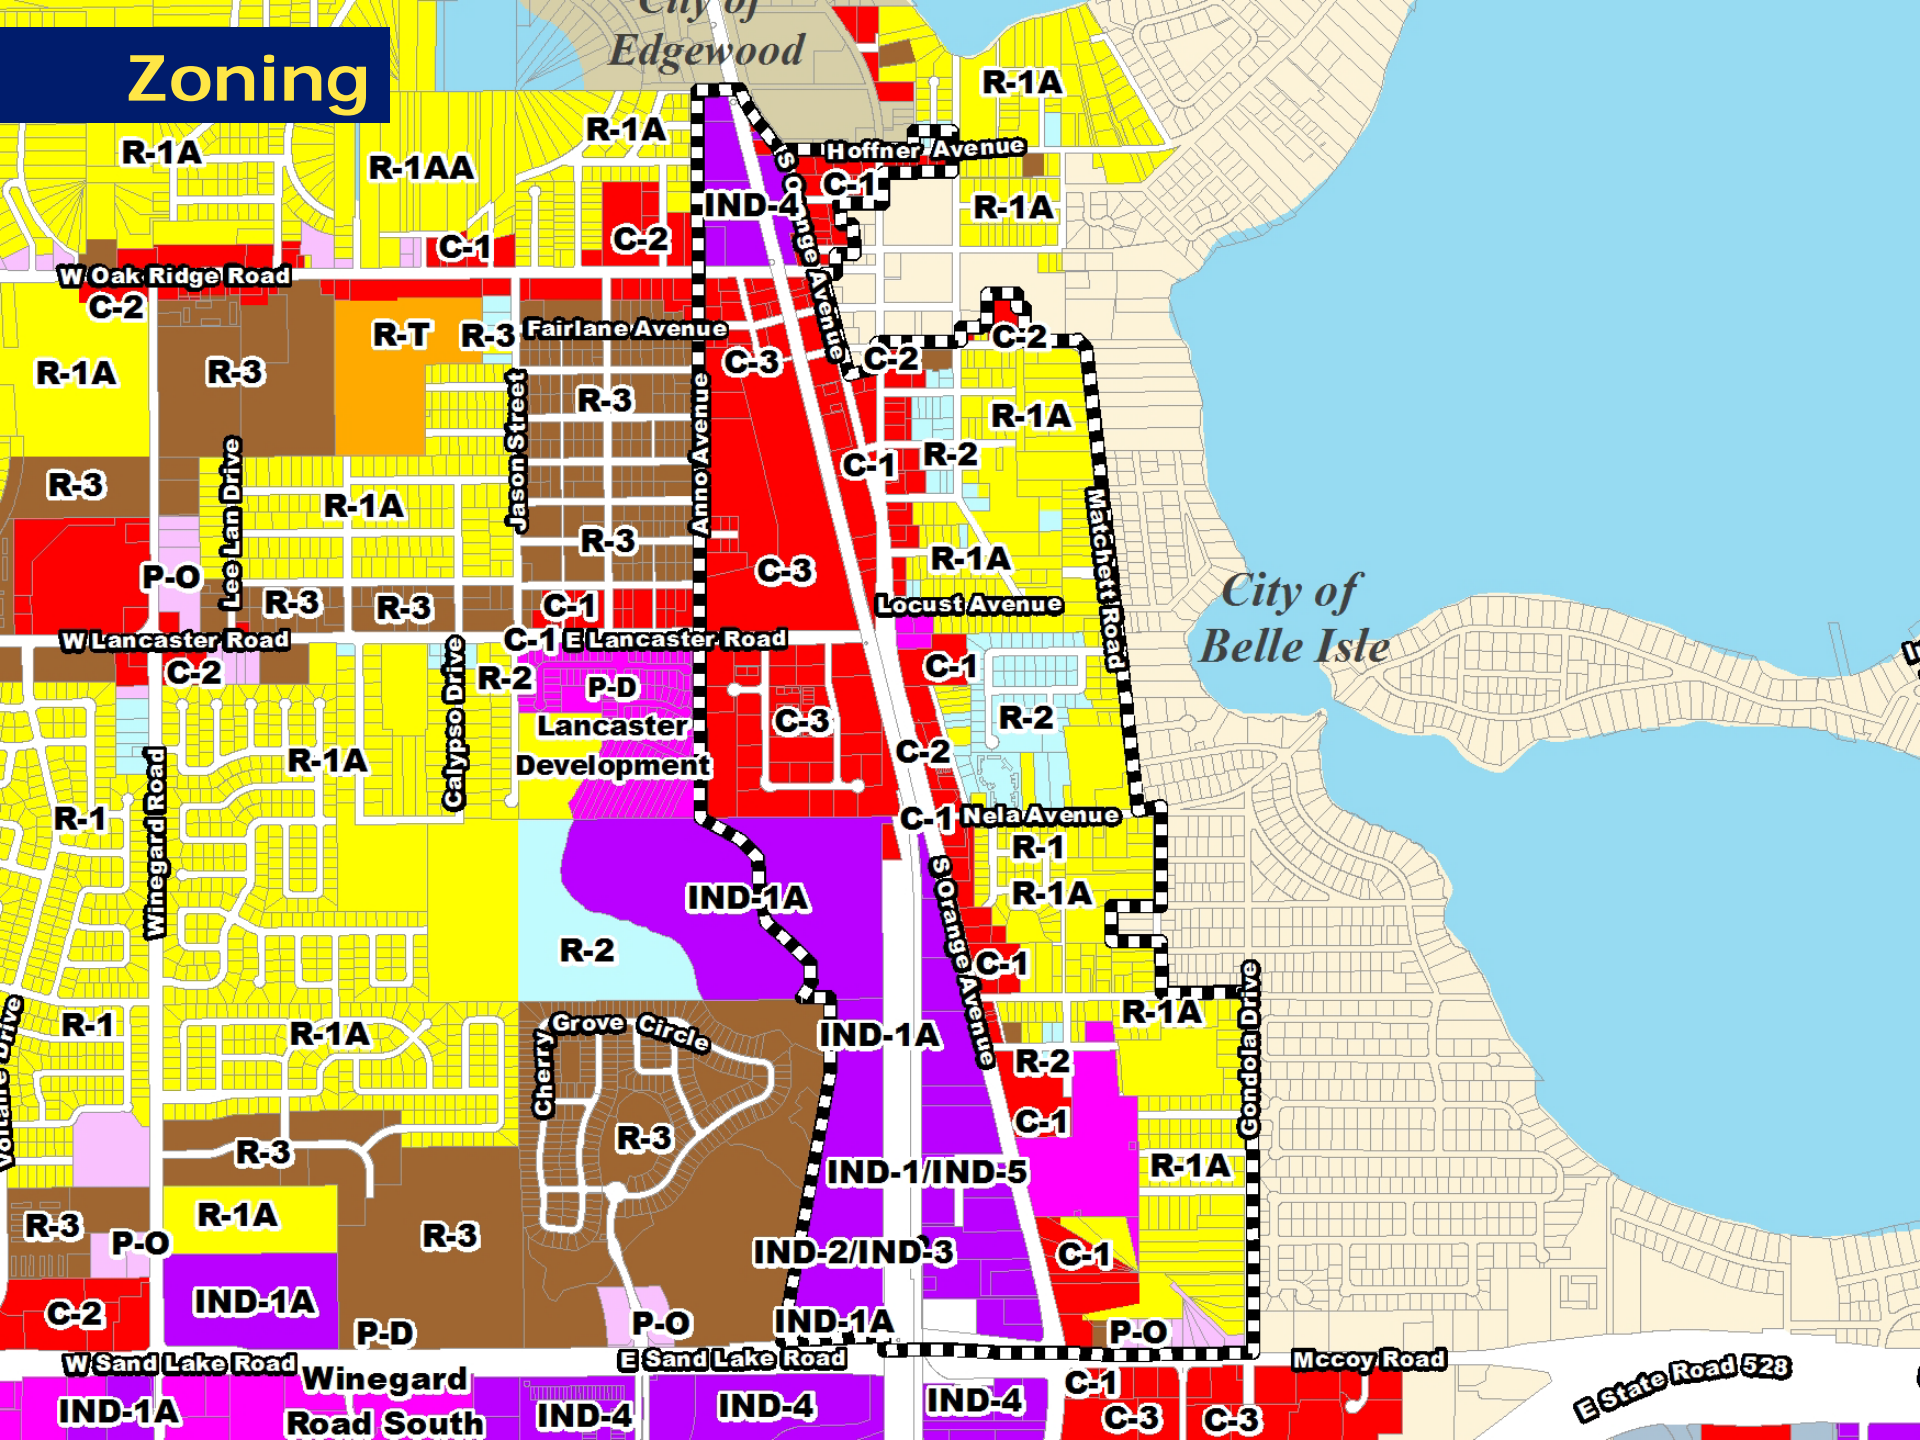 City of
Edgewood
Zoning
R-1A
R-1A
R-1A
R-1AA
Hoffner Avenue
C-1
IND-4
R-1A
S Orange Avenue
C-1
C-2
W Oak Ridge Road
C-2
R-T
R-3
Fairlane Avenue
C-2
C-2
C-3
R-1A
R-3
R-3
R-1A
Jason Street
Anno Avenue
R-2
C-1
R-3
Lee Lan Drive
R-1A
Matchett Road
R-3
R-1A
C-3
P-O
City of
Belle Isle
R-3
R-3
C-1
Locust Avenue
W Lancaster Road
C-1
E Lancaster Road
C-2
Calypso Drive
R-2
P-D
C-1
Lancaster
Development
C-3
R-2
R-1A
C-2
Winegard Road
R-1
C-1
Nela Avenue
R-1
IND-1A
R-1A
S Orange Avenue
R-2
C-1
R-1A
Gondola Drive
R-1
R-1A
Cherry Grove Circle
IND-1A
R-2
C-1
R-3
R-3
IND-1/IND-5
R-1A
R-1A
R-3
R-3
P-O
IND-2/IND-3
C-1
IND-1A
C-2
P-D
P-O
IND-1A
P-O
W Sand Lake Road
E Sand Lake Road
Mccoy Road
Winegard
Road South
C-1
E State Road 528
IND-1A
IND-4
IND-4
IND-4
C-3
C-3